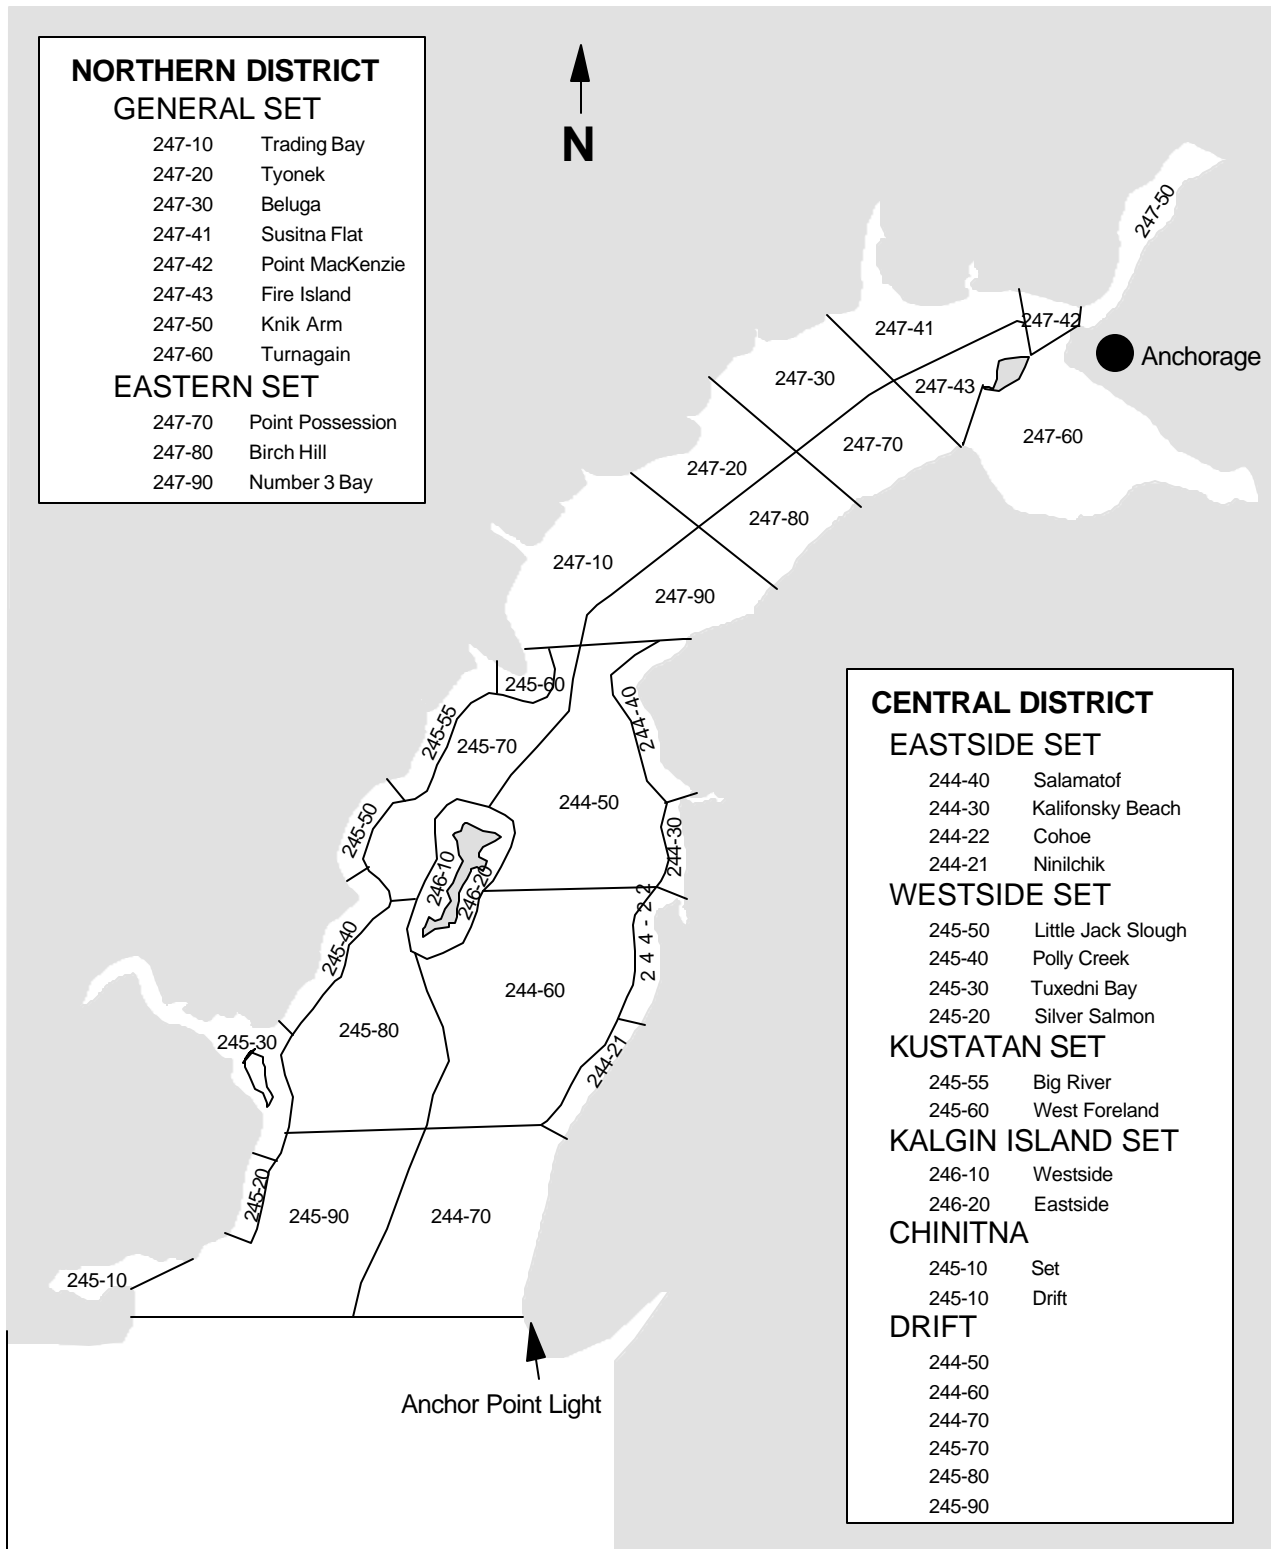 NORTHERN DISTRICT
GENERAL SET
247-10 Trading Bay
247-20 Tyonek
247-30 Beluga
247-41 Susitna Flat
247-42 Point MacKenzie
247-43 Fire Island
247-50 Knik Arm
247-60 Turnagain
EASTERN SET
247-70 Point Possession
247-80 Birch Hill
247-90 Number 3 Bay
N
247-50
247-41
247-42
Anchorage
247-30
247-43
247-60
247-70
247-20
247-80
247-10
247-90
245-60
244-40
245-55
245-70
244-50
245-50
244-30
246-10
246-20
244-22
245-40
244-60
245-80
245-30
244-21
245-20
245-90
244-70
245-10
Anchor Point Light
CENTRAL DISTRICT
EASTSIDE SET
244-40 Salamatof
244-30 Kalifonsky Beach
244-22 Cohoe
244-21 Ninilchik
WESTSIDE SET
245-50 Little Jack Slough
245-40 Polly Creek
245-30 Tuxedni Bay
245-20 Silver Salmon
KUSTATAN SET
245-55 Big River
245-60 West Foreland
KALGIN ISLAND SET
246-10 Westside
246-20 Eastside
CHINITNA
245-10 Set
245-10 Drift
DRIFT
244-50
244-60
244-70
245-70
245-80
245-90